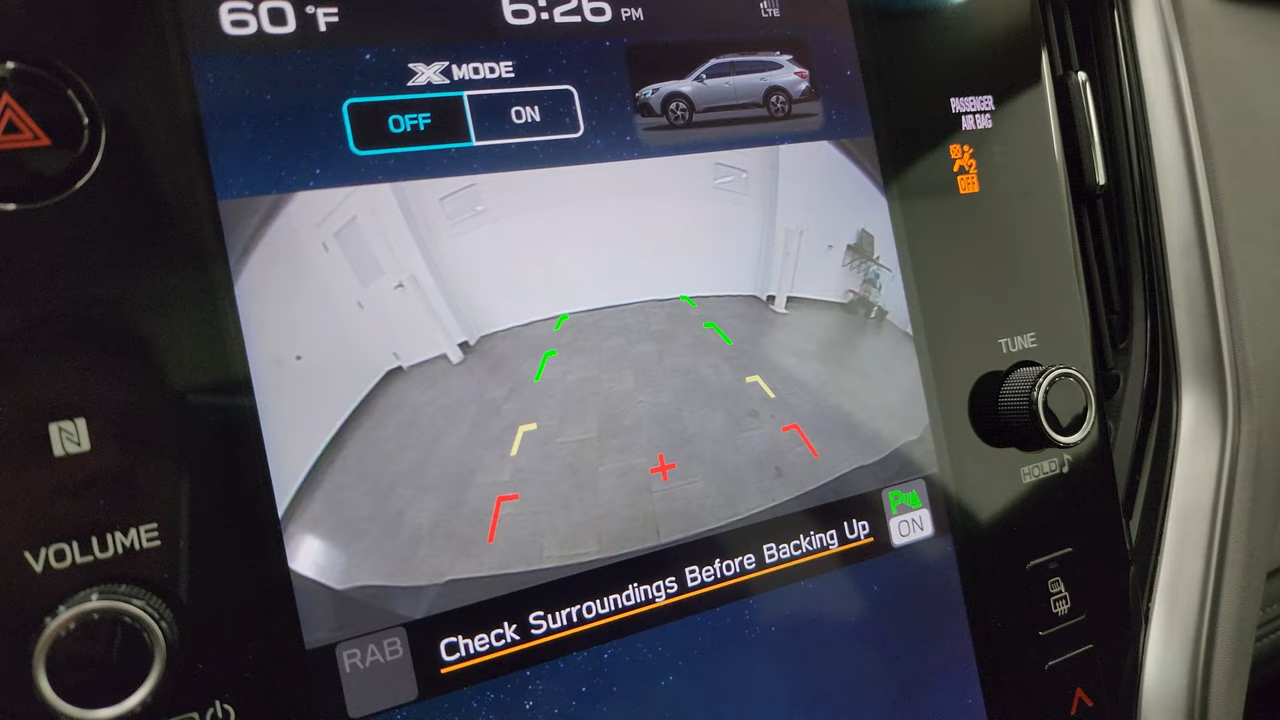 60 °F
6:26 PM
LTE
X MODE
OFF
ON
PASSENGER
AIR BAG
2
OFF
TUNE
HOLD
VOLUME
P
ON
Check Surroundings Before Backing Up
RAB